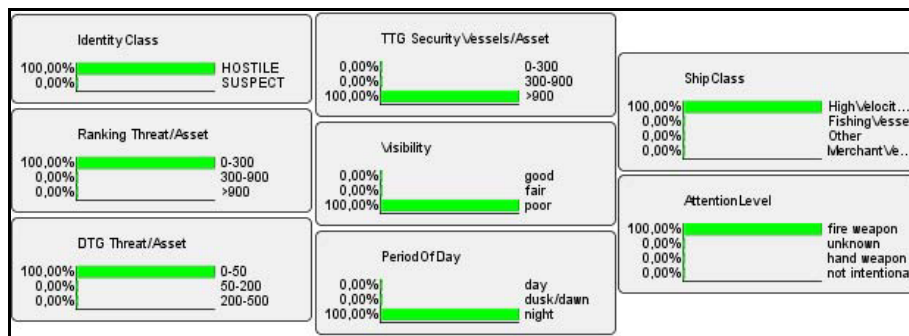 Identity Class
100,00% HOSTILE
0,00% SUSPECT
Ranking Threat/Asset
100,00% 0-300
0,00% 300-900
0,00% >900
DTG Threat/Asset
100,00% 0-50
0,00% 50-200
0,00% 200-500
TTG Security Vessels/Asset
0,00% 0-300
0,00% 300-900
100,00% >900
Visibility
0,00% good
0,00% fair
100,00% poor
Period Of Day
0,00% day
0,00% dusk/dawn
100,00% night
Ship Class
100,00% High Velocit...
0,00% Fishing Vesse
0,00% Other
0,00% Merchant Ve...
Attention Level
100,00% fire weapon
0,00% unknown
0,00% hand weapon
0,00% not intentiona